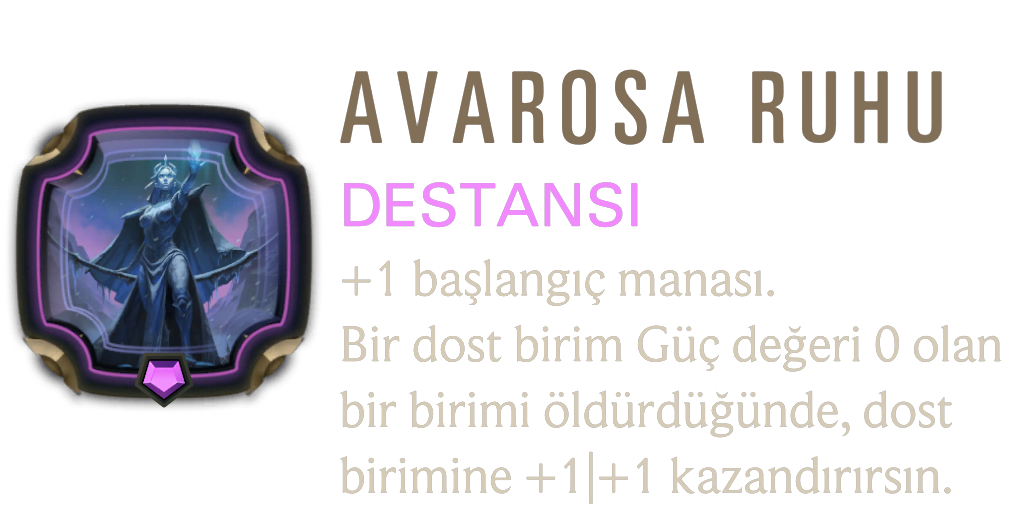 AVAROSA RUHU
DESTANSI
+1 başlangıç manası.
Bir dost birim Güç değeri 0 olan
bir birimi öldürdüğünde, dost
birimine +1|+1 kazandırırsın.